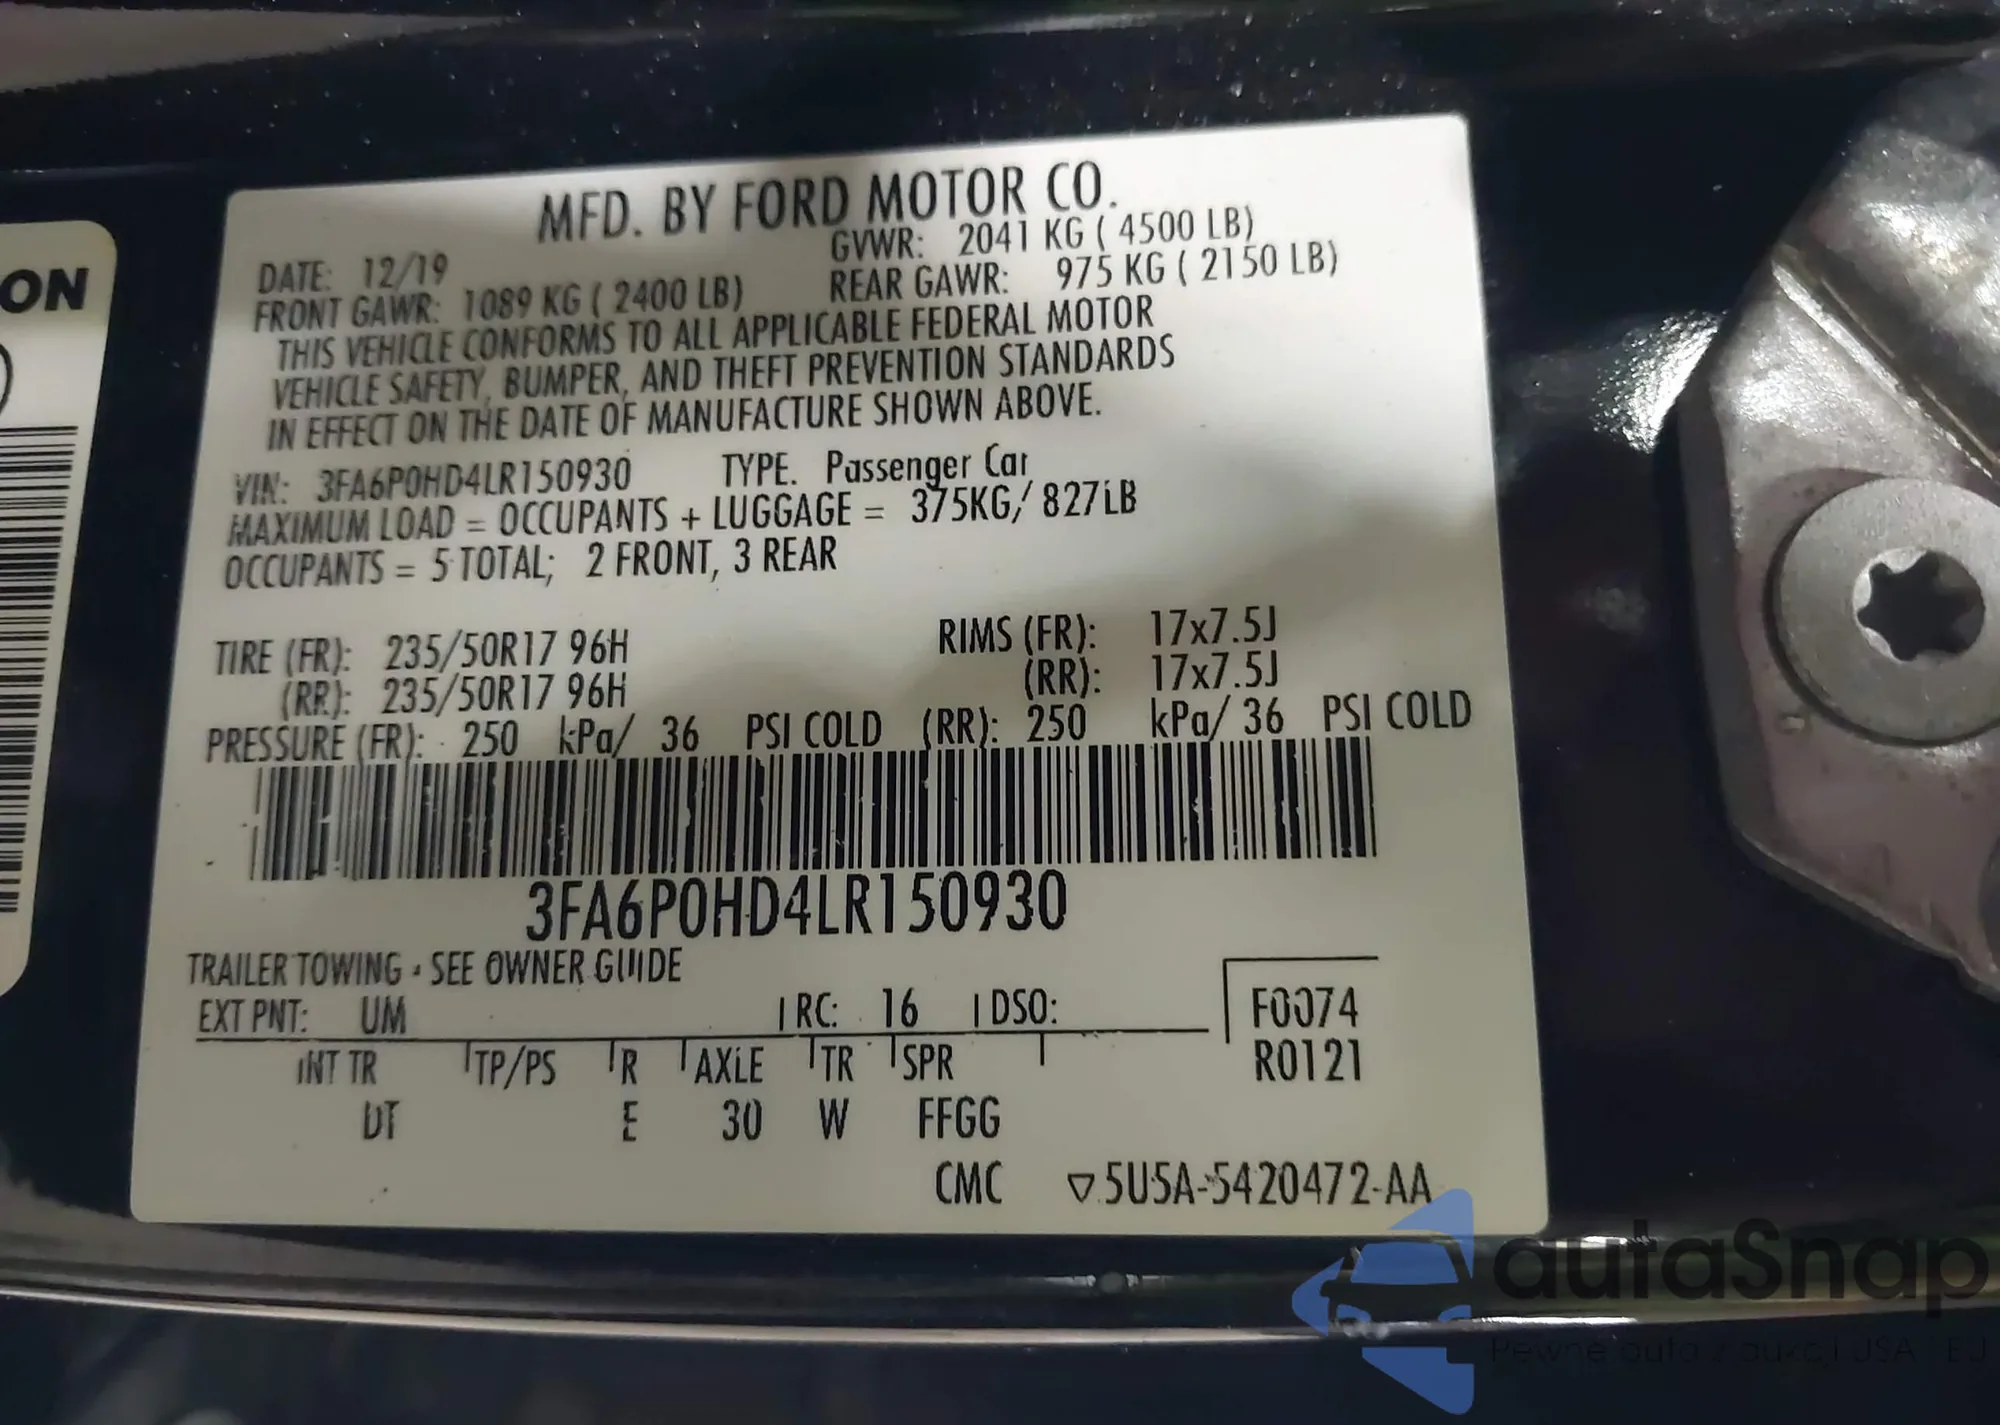 ON
MFD. BY FORD MOTOR CO.
DATE: 12/19 GVWR: 2041 KG ( 4500 LB)
FRONT GAWR: 1089 KG ( 2400 LB) REAR GAWR: 975 KG ( 2150 LB)
THIS VEHICLE CONFORMS TO ALL APPLICABLE FEDERAL MOTOR
VEHICLE SAFETY, BUMPER, AND THEFT PREVENTION STANDARDS
IN EFFECT ON THE DATE OF MANUFACTURE SHOWN ABOVE.
VIN: 3FA6P0HD4LR150930 TYPE. Passenger Car
MAXIMUM LOAD = OCCUPANTS + LUGGAGE = 375KG/ 827LB
OCCUPANTS = 5 TOTAL; 2 FRONT, 3 REAR
TIRE (FR): 235/50R17 96H RIMS (FR): 17x7.5J
(RR): 235/50R17 96H (RR): 17x7.5J
PRESSURE (FR): 250 kPa/ 36 PSI COLD (RR): 250 kPa/ 36 PSI COLD
3FA6P0HD4LR150930
TRAILER TOWING - SEE OWNER GUIDE
EXT PNT: UM RC: 16 DSO: F0074
INT TR TP/PS R AXLE TR SPR R0121
DT E 30 W FFGG
CMC ▽ 5U5A-5420472-AA
autaSnap
Pewne auta z aukcji USA